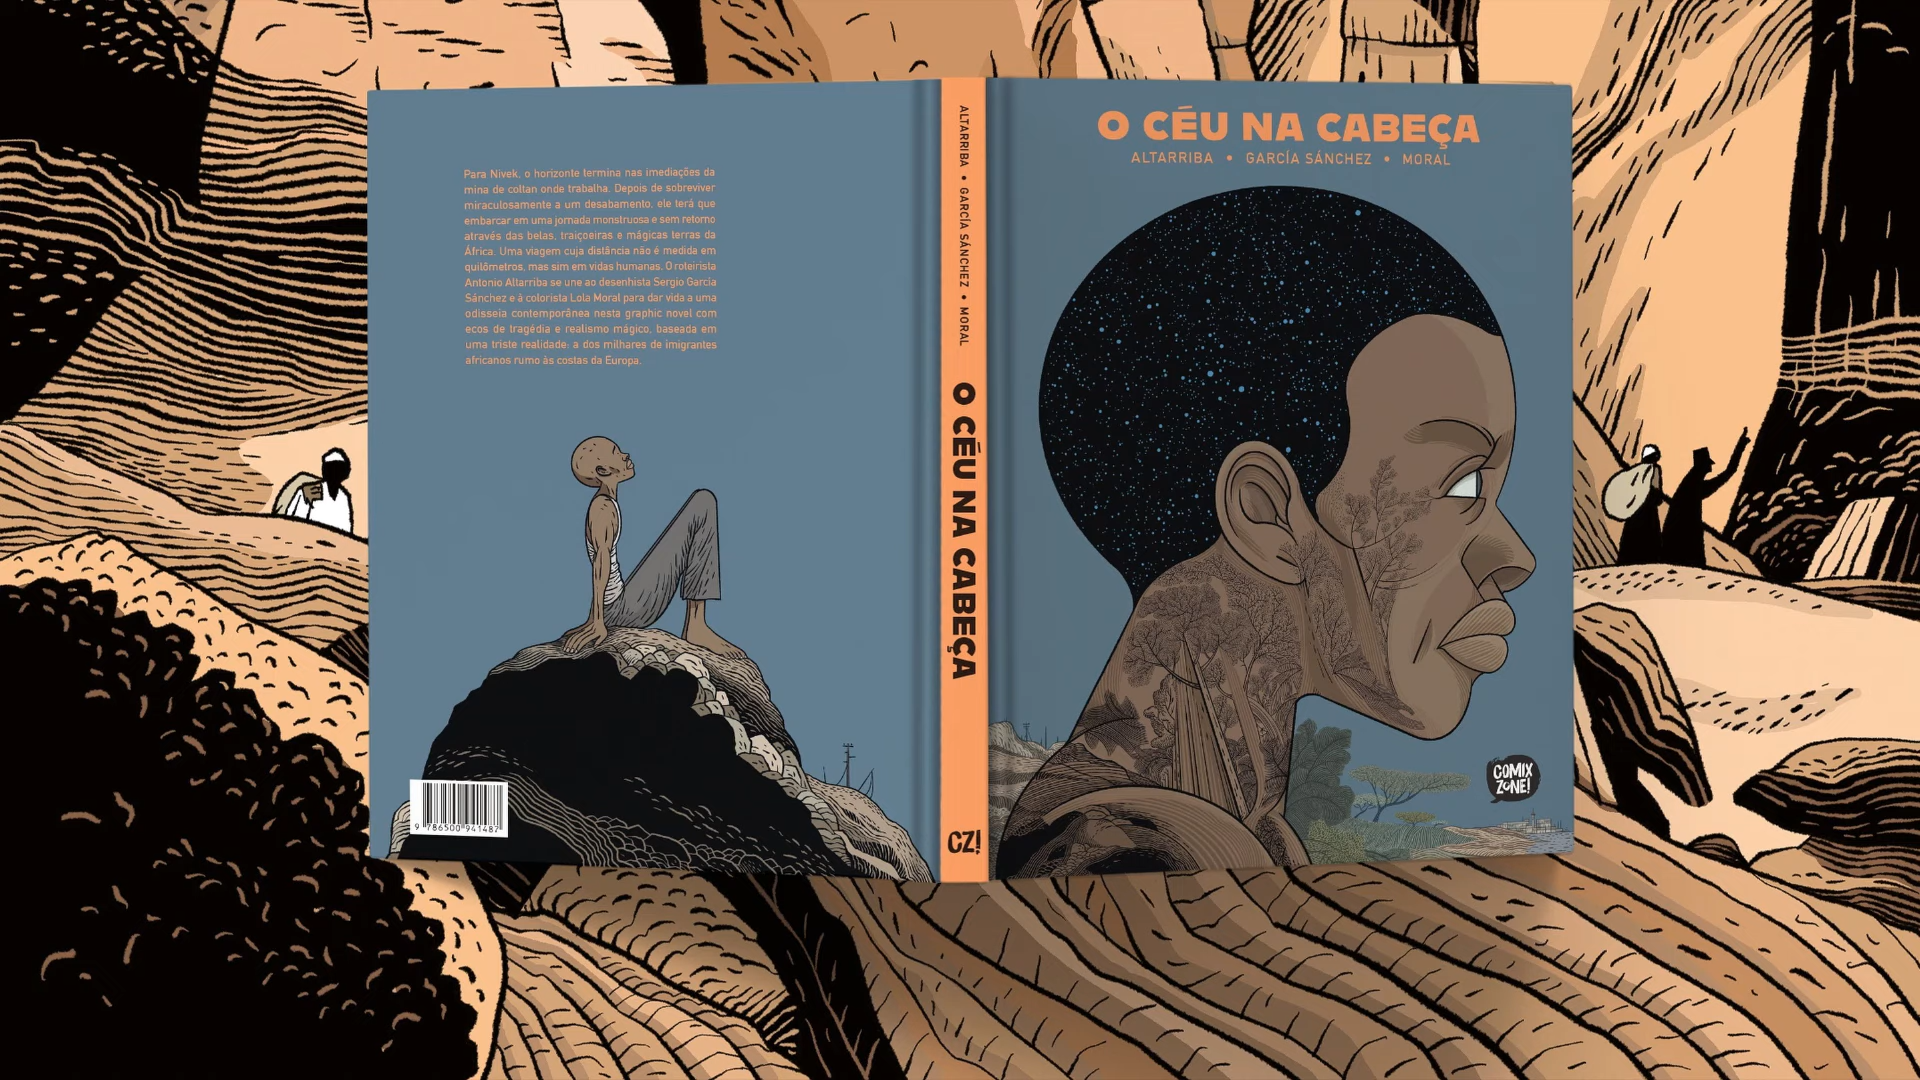 Para Nivek, o horizonte termina nas imediações da
mina de coltan onde trabalha. Depois de sobreviver
miraculosamente a um desabamento, ele terá que
embarcar em uma jornada monstruosa e sem retorno
através das belas, traiçoeiras e mágicas terras da
África. Uma viagem cuja distância não é medida em
quilômetros, mas sim em vidas humanas. O roteirista
Antonio Altarriba se une ao desenhista Sergio García
Sánchez e à colorista Lola Moral para dar vida a uma
odisseia contemporânea nesta graphic novel com
ecos de tragédia e realismo mágico, baseada em
uma triste realidade: a dos milhares de imigrantes
africanos rumo às costas da Europa.
9 786500 941487
ALTARRIBA • GARCÍA SÁNCHEZ • MORAL
O CÉU NA CABEÇA
CZ!
O CÉU NA CABEÇA
ALTARRIBA • GARCÍA SÁNCHEZ • MORAL
COMIX
ZONE!